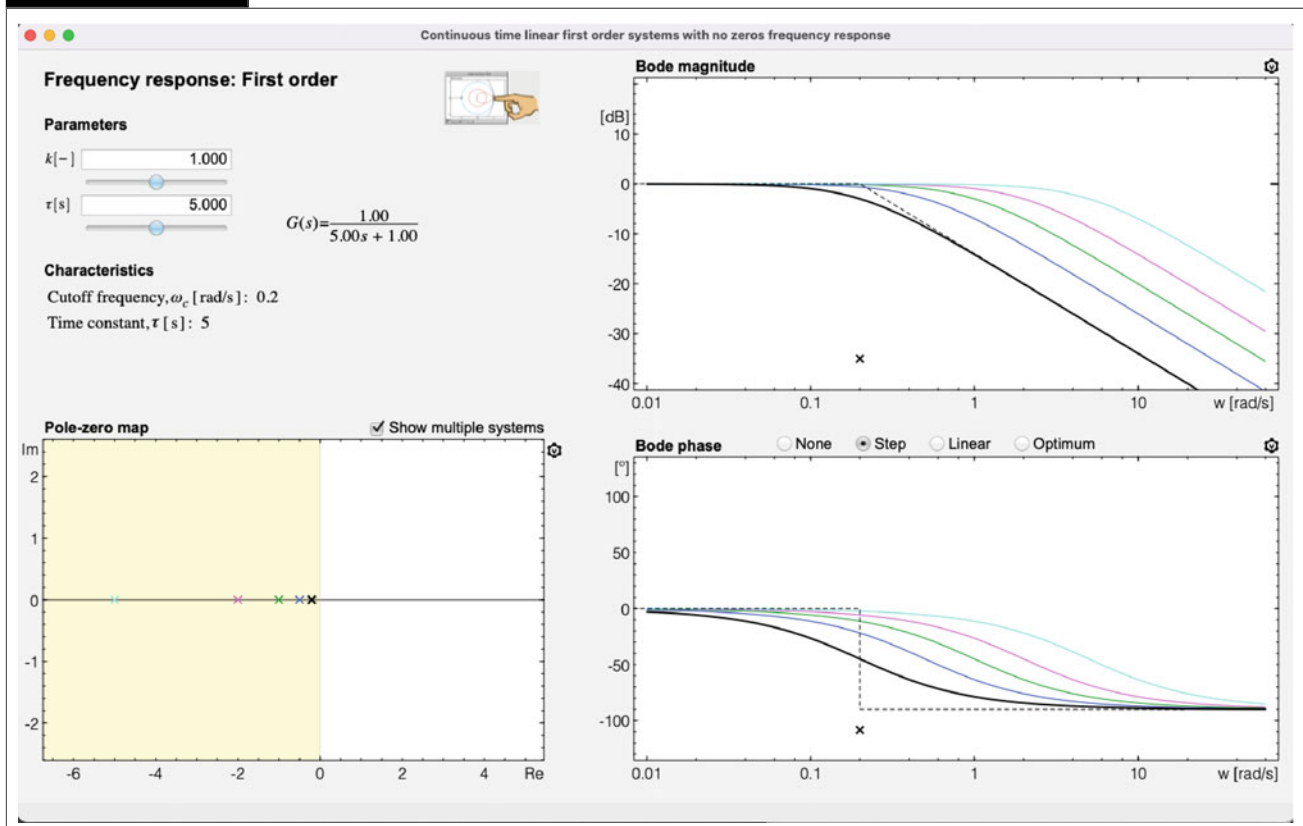 Continuous time linear first order systems with no zeros frequency response
Frequency response: First order
Parameters
k[−] 1.000
τ[s] 5.000
G(s)=1.00/5.00s + 1.00
Characteristics
Cutoff frequency,ω_c [rad/s]: 0.2
Time constant,τ [s]: 5
Pole-zero map
Show multiple systems
Im
2
1
0
-1
-2
-6 -4 -2 0 2 4 Re
Bode magnitude
[dB]
10
0
-10
-20
-30
-40
0.01 0.1 1 10 w [rad/s]
Bode phase None Step Linear Optimum
[°]
100
50
0
-50
-100
0.01 0.1 1 10 w [rad/s]